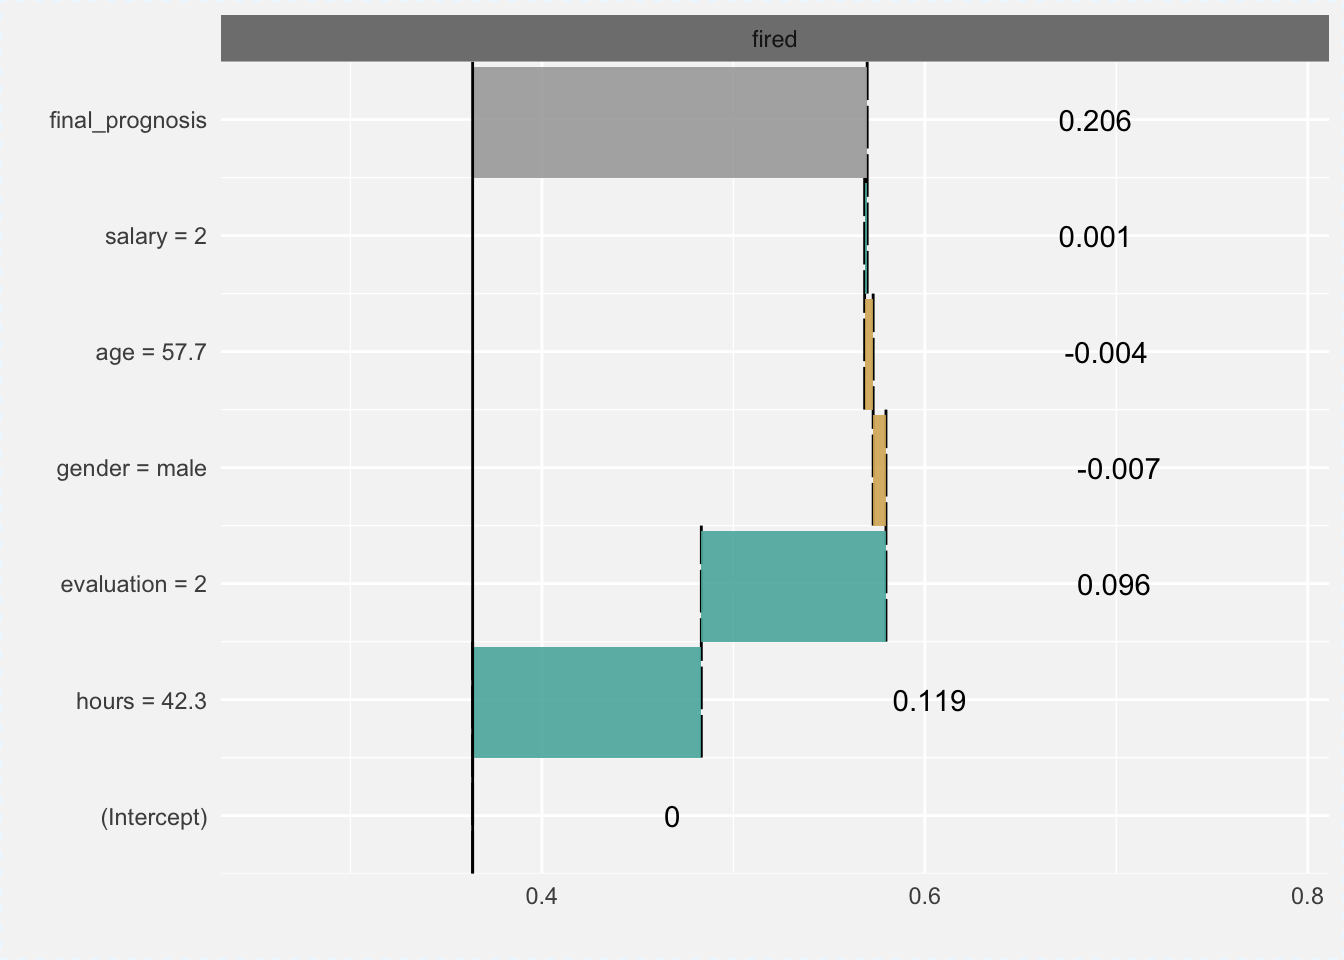 fired
final_prognosis 0.206
salary = 2 0.001
age = 57.7 -0.004
gender = male -0.007
evaluation = 2 0.096
hours = 42.3 0.119
(Intercept) 0
0.4 0.6 0.8